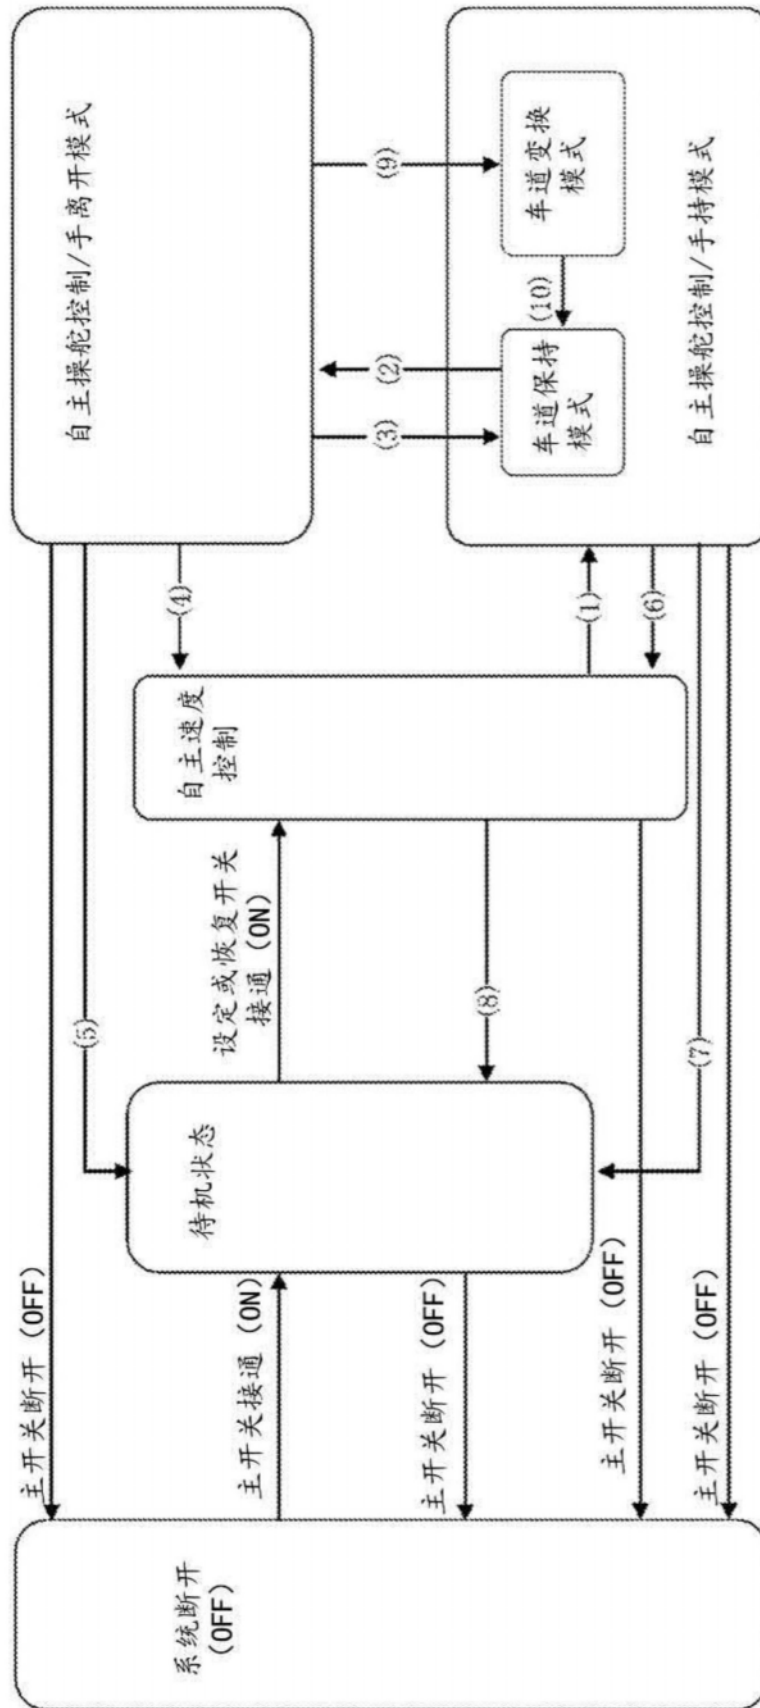 系统断开
(OFF)
主开关断开 (OFF)
主开关接通 (ON)
主开关断开 (OFF)
主开关断开 (OFF)
主开关断开 (OFF)
待机状态
(5)
设定或恢复开关
接通 (ON)
(8)
(7)
自主速度
控制
(4)
(1)
(6)
自主操舵控制/手离开模式
(3)
(2)
(9)
车道保持
模式
(10)
车道变换
模式
自主操舵控制/手持模式